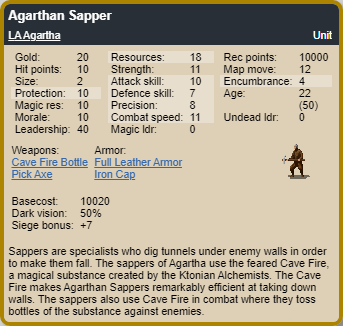 Agarthan Sapper
LA Agartha Unit
Gold: 20 Resources: 18 Rec points: 10000
Hit points: 10 Strength: 11 Map move: 12
Size: 2 Attack skill: 10 Encumbrance: 4
Protection: 10 Defence skill: 7 Age: 22
Magic res: 10 Precision: 8 (50)
Morale: 10 Combat speed: 11 Undead ldr: 0
Leadership: 40 Magic ldr: 0
Weapons: Armor:
Cave Fire Bottle Full Leather Armor
Pick Axe Iron Cap
Basecost: 10020
Dark vision: 50%
Siege bonus: +7
Sappers are specialists who dig tunnels under enemy walls in
order to make them fall. The sappers of Agartha use the feared Cave Fire,
a magical substance created by the Ktonian Alchemists. The Cave
Fire makes Agarthan Sappers remarkably efficient at taking down
walls. The sappers also use Cave Fire in combat where they toss
bottles of the substance against enemies.